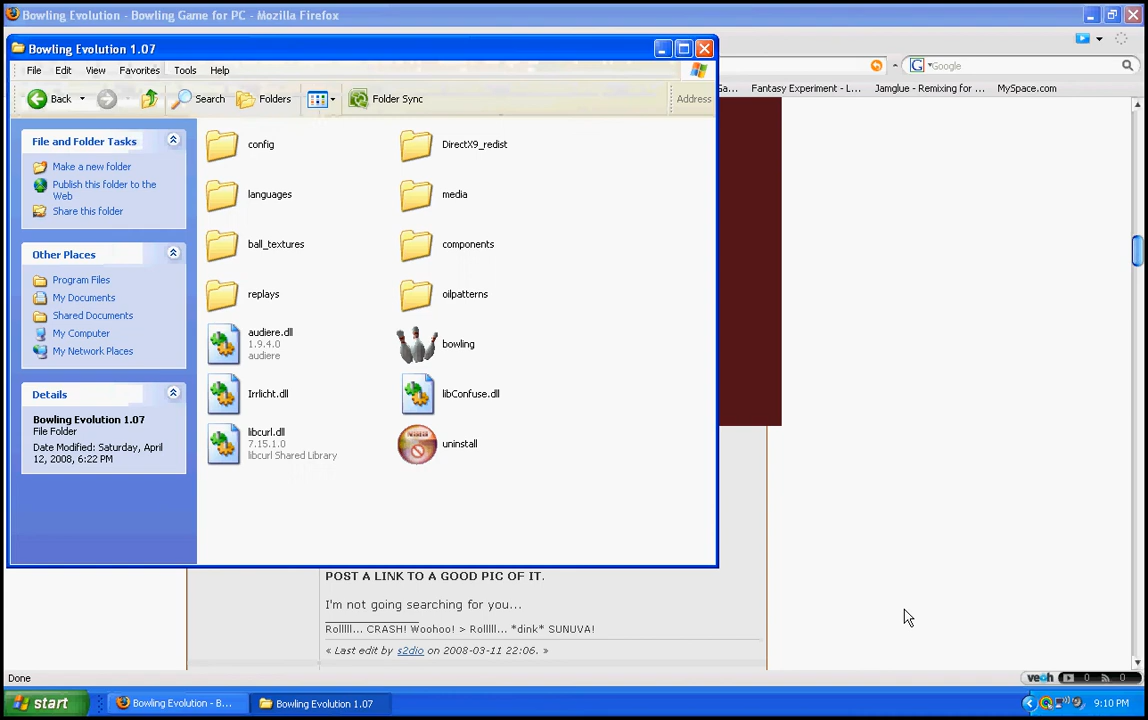 Bowling Evolution - Bowling Game for PC - Mozilla Firefox
Bowling Evolution 1.07
File Edit View Favorites Tools Help
Back Search Folders Folder Sync Address
Google
Fantasy Experiment - L... Jamglue - Remixing for ... MySpace.com
File and Folder Tasks
Make a new folder
Publish this folder to the
Web
Share this folder
Other Places
Program Files
My Documents
Shared Documents
My Computer
My Network Places
Details
Bowling Evolution 1.07
File Folder
Date Modified: Saturday, April
12, 2008, 6:22 PM
config
DirectX9_redist
languages
media
ball_textures
components
replays
oilpatterns
audiere.dll
1.9.4.0
audiere
bowling
Irrlicht.dll
libConfuse.dll
libcurl.dll
7.15.1.0
libcurl Shared Library
uninstall
POST A LINK TO A GOOD PIC OF IT.
I'm not going searching for you...
Rolllll... CRASH! Woohoo! > Rolllll... *dink* SUNUVA!
« Last edit by s2dio on 2008-03-11 22:06. »
Done
veoh 0 0
start Bowling Evolution - B... Bowling Evolution 1.07 9:10 PM